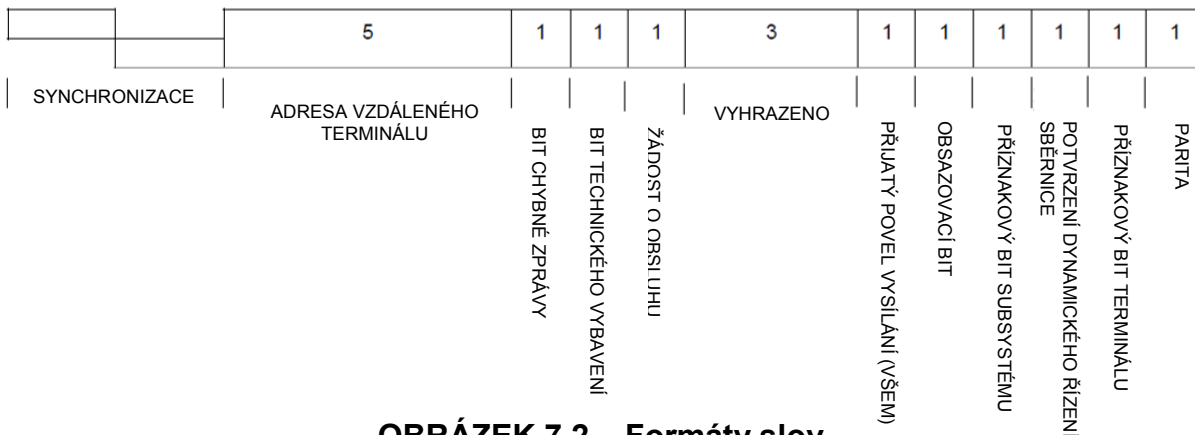 5 1 1 1 3 1 1 1 1 1 1
SYNCHRONIZACE
ADRESA VZDÁLENÉHO
TERMINÁLU
BIT CHYBNÉ ZPRÁVY
BIT TECHNICKÉHO VYBAVENÍ
ŽÁDOST O OBSLUHU
VYHRAZENO
PŘIJATÝ POVEL VYSÍLÁNÍ (VŠEM)
OBSAZOVACÍ BIT
PŘÍZNAKOVÝ BIT SUBSYSTÉMU
POTVRZENÍ DYNAMICKÉHO ŘÍZENÍ
SBĚRNICE
PŘÍZNAKOVÝ BIT TERMINÁLU
PARITA
OBRÁZEK 7.2 – Formáty slov